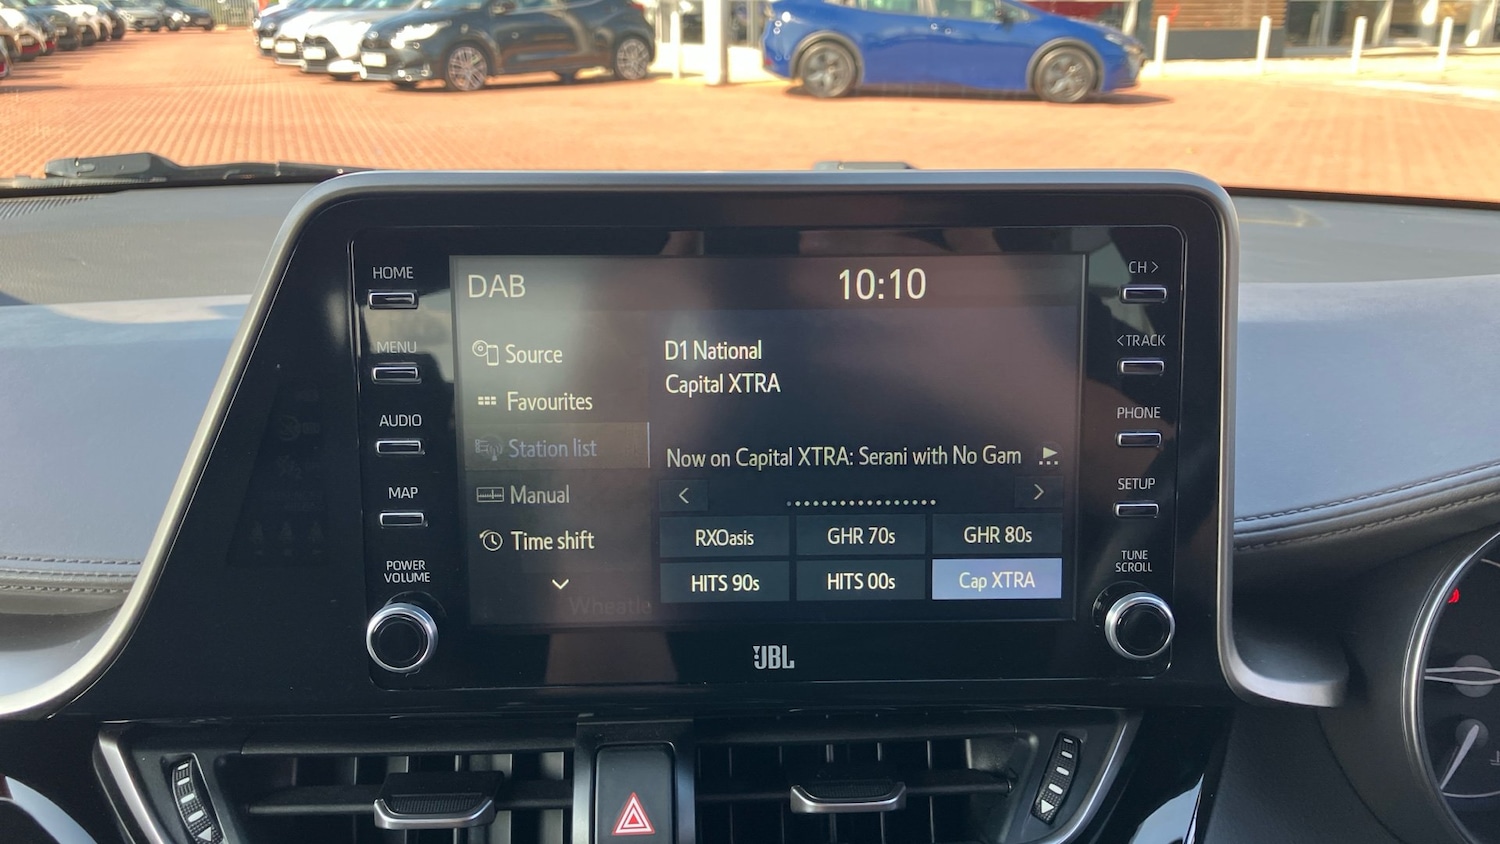 HOME
MENU
AUDIO
MAP
POWER
VOLUME
DAB
10:10
Source
Favourites
Station list
Manual
Time shift
D1 National
Capital XTRA
Now on Capital XTRA: Serani with No Gam
< >
RXOasis GHR 70s GHR 80s
HITS 90s HITS 00s Cap XTRA
CH >
< TRACK
PHONE
SETUP
TUNE
SCROLL
JBL